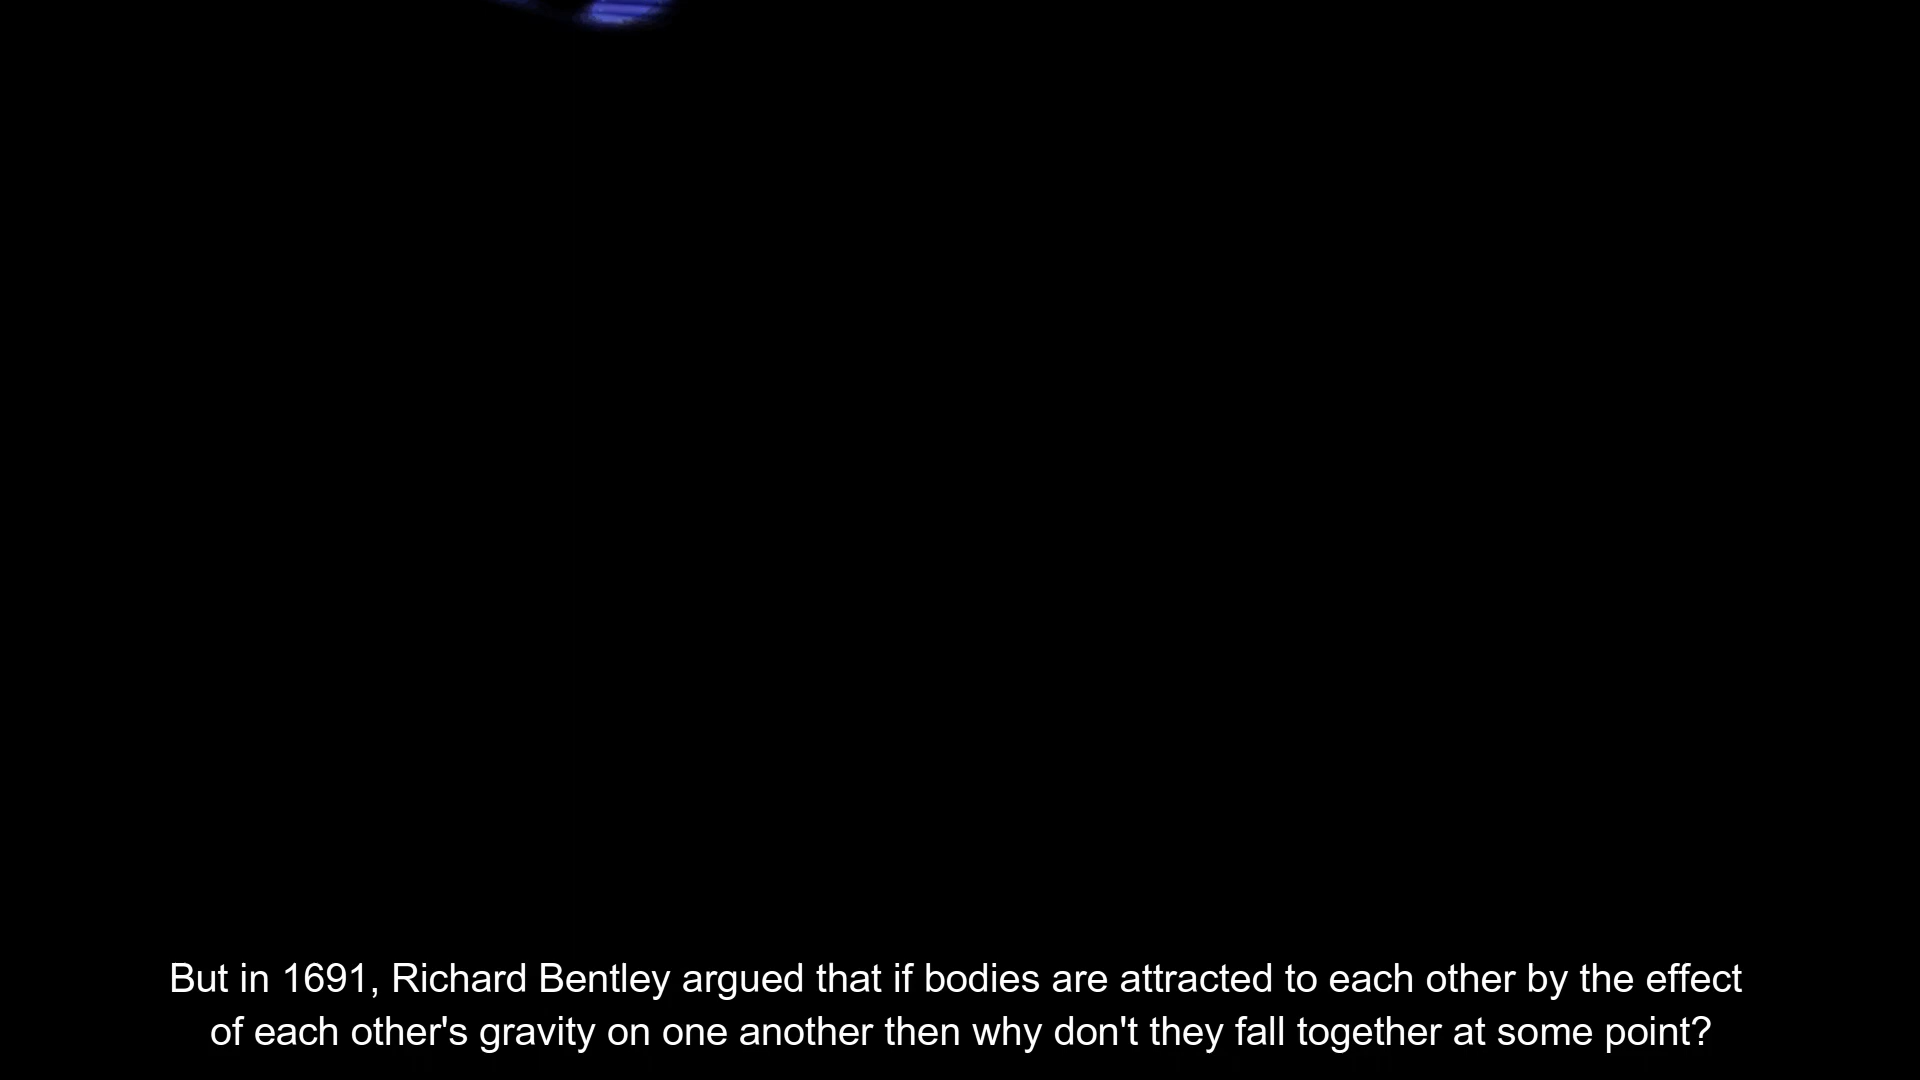 But in 1691, Richard Bentley argued that if bodies are attracted to each other by the effect
of each other's gravity on one another then why don't they fall together at some point?